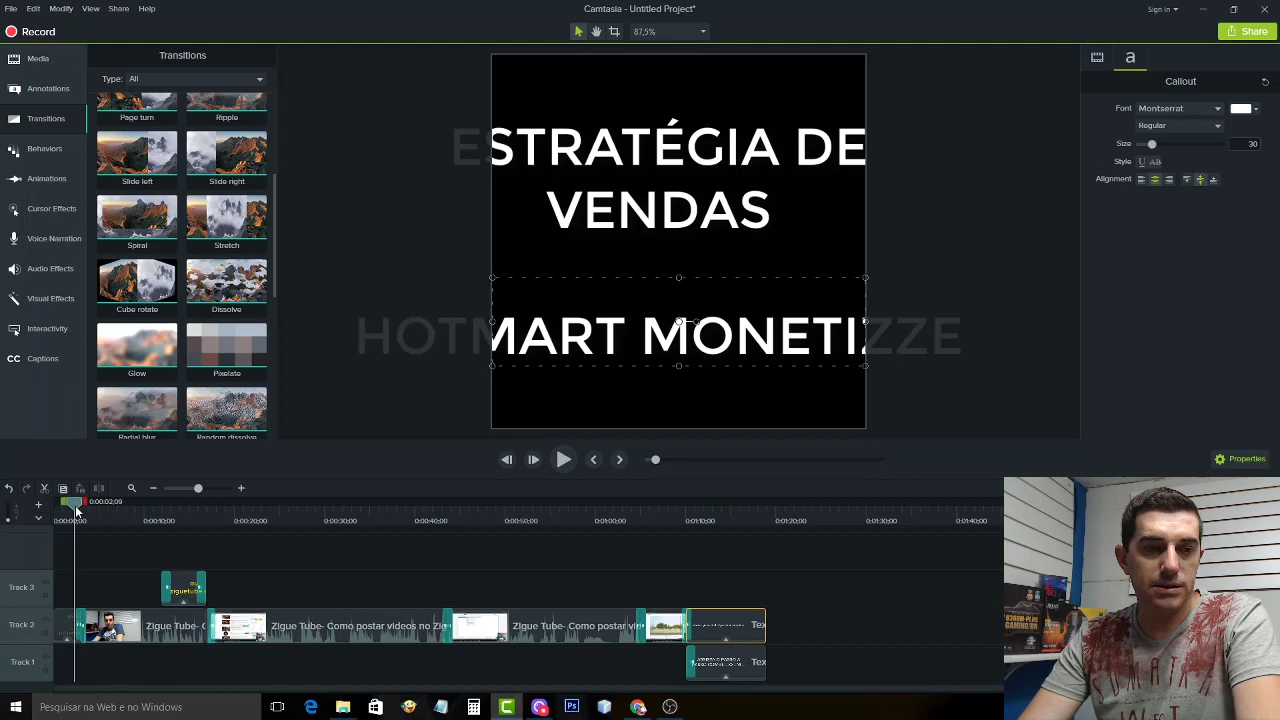 Camtasia - Untitled Project*
File Edit Modify View Share Help
Sign in
Record
87,5%
Share
Media
Annotations
Transitions
Behaviors
Animations
Cursor Effects
Voice Narration
Audio Effects
Visual Effects
Interactivity
CC Captions
Transitions
Type: All
Page turn Ripple
Slide left Slide right
Spiral Stretch
Cube rotate Dissolve
Glow Pixelate
Radial blur Random dissolve
ESTRATÉGIA DE
VENDAS
HOTMART MONETIZZE
a
Callout
Font Montserrat
Regular
Size 30
Style U AB
Alignment
Properties
0:00:02;09
0:00:00;00 0:00:10;00 0:00:20;00 0:00:30;00 0:00:40;00 0:00:50;00 0:01:00;00 0:01:10;00 0:01:20;00 0:01:30;00 0:01:40;00
Track 3
Track 2 Zigue Tube- C Zigue Tube- Como postar videos no Zi Zigue Tube- Como postar vi Tex
Track 1 Tex
Pesquisar na Web e no Windows